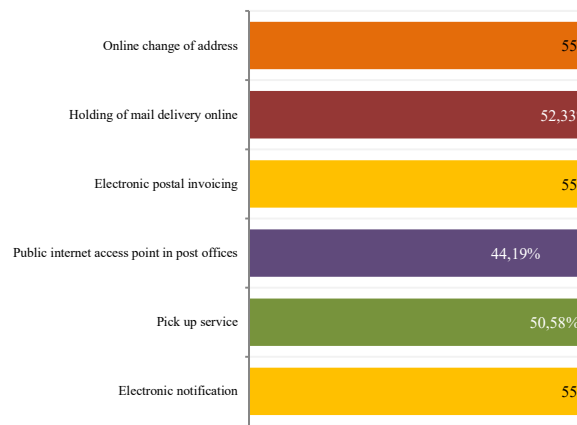 Online change of address
55
Holding of mail delivery online
52,33
Electronic postal invoicing
55
Public internet access point in post offices
44,19%
Pick up service
50,58%
Electronic notification
55